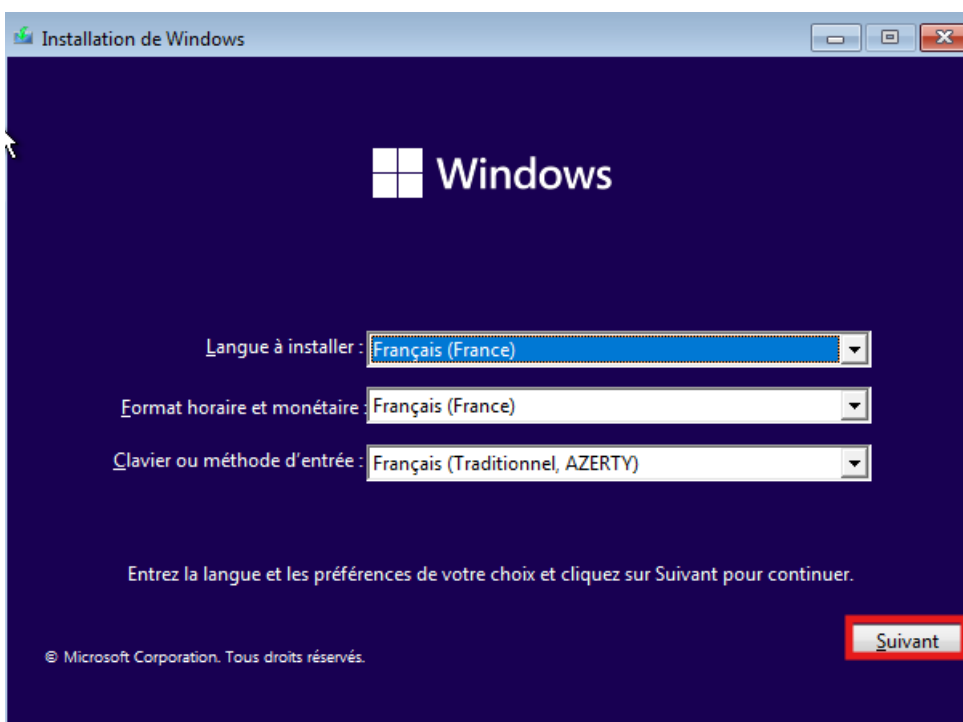 Installation de Windows
Windows
Langue à installer : Français (France)
Format horaire et monétaire : Français (France)
Clavier ou méthode d'entrée : Français (Traditionnel, AZERTY)
Entrez la langue et les préférences de votre choix et cliquez sur Suivant pour continuer.
Suivant
© Microsoft Corporation. Tous droits réservés.